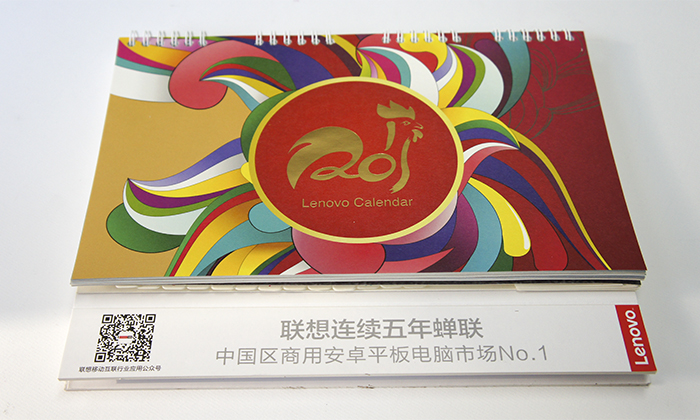 2017
Lenovo Calendar
联想连续五年蝉联
中国区商用安卓平板电脑市场No.1
联想移动互联行业应用公众号
Lenovo